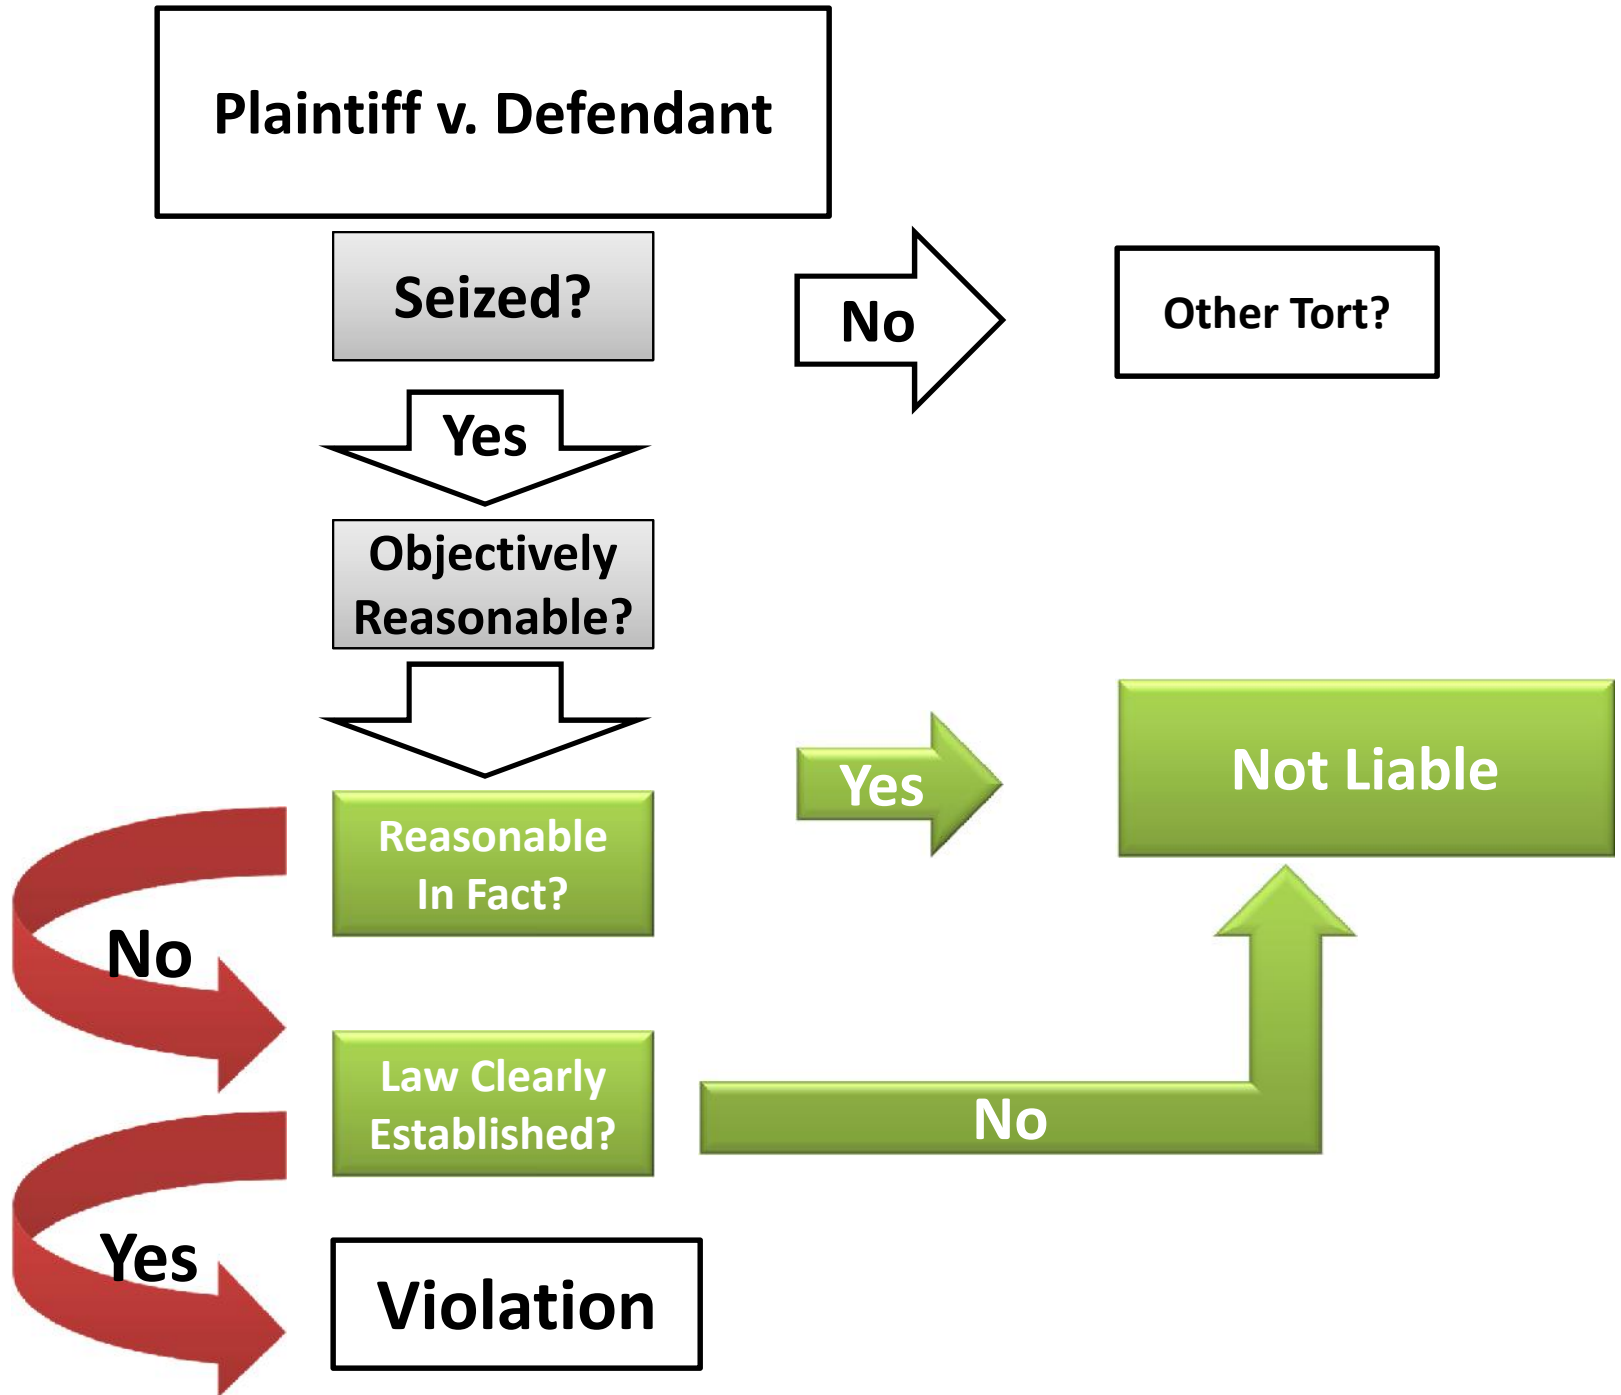 Plaintiff v. Defendant
Seized?
No
Other Tort?
Yes
Objectively
Reasonable?
Yes
Not Liable
Reasonable
In Fact?
No
Law Clearly
Established?
No
Yes
Violation